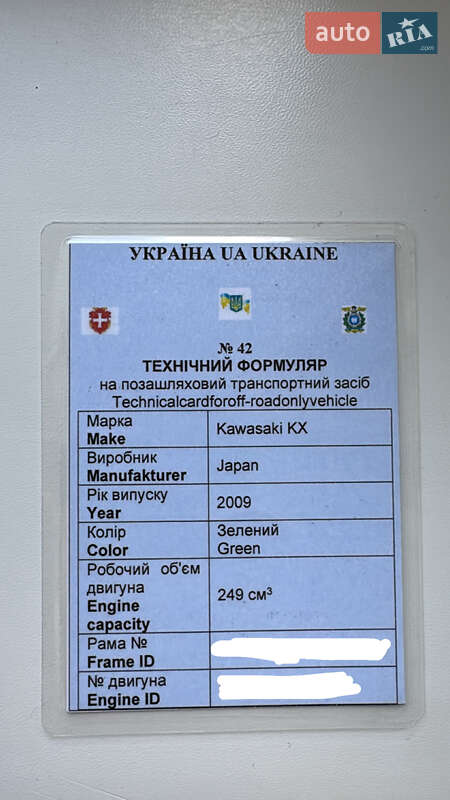 auto RIA.com
УКРАЇНА UA UKRAINE
№ 42
ТЕХНІЧНИЙ ФОРМУЛЯР
на позашляховий транспортний засіб
Technicalcardforoff-roadonlyvehicle
Марка
Make
Kawasaki KX
Виробник
Manufakturer
Japan
Рік випуску
Year
2009
Колір
Color
Зелений
Green
Робочий об'єм
двигуна
Engine
capacity
249 см³
Рама №
Frame ID
№ двигуна
Engine ID